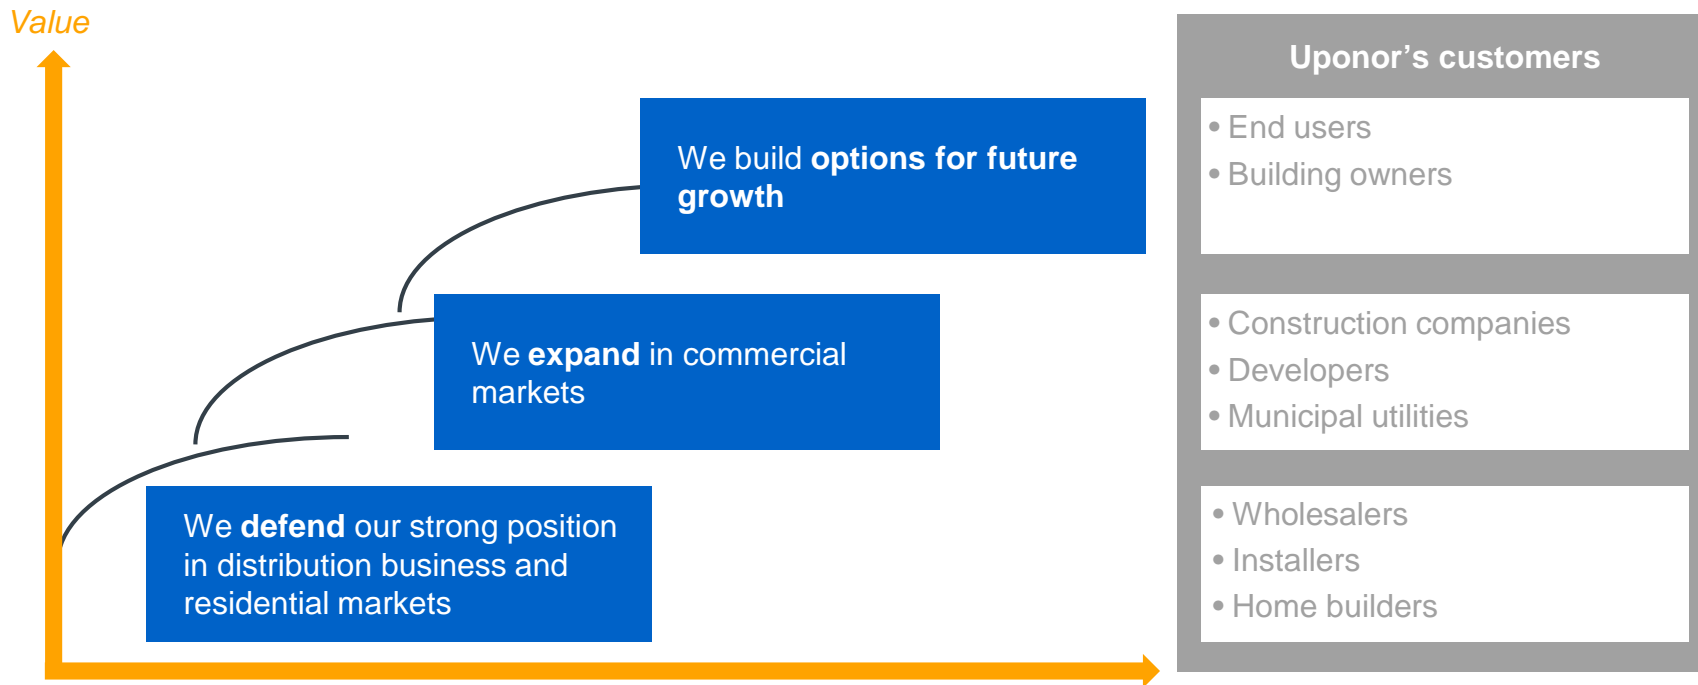 Value
We build options for future
growth
We expand in commercial
markets
We defend our strong position
in distribution business and
residential markets
Uponor’s customers
• End users
• Building owners
• Construction companies
• Developers
• Municipal utilities
• Wholesalers
• Installers
• Home builders